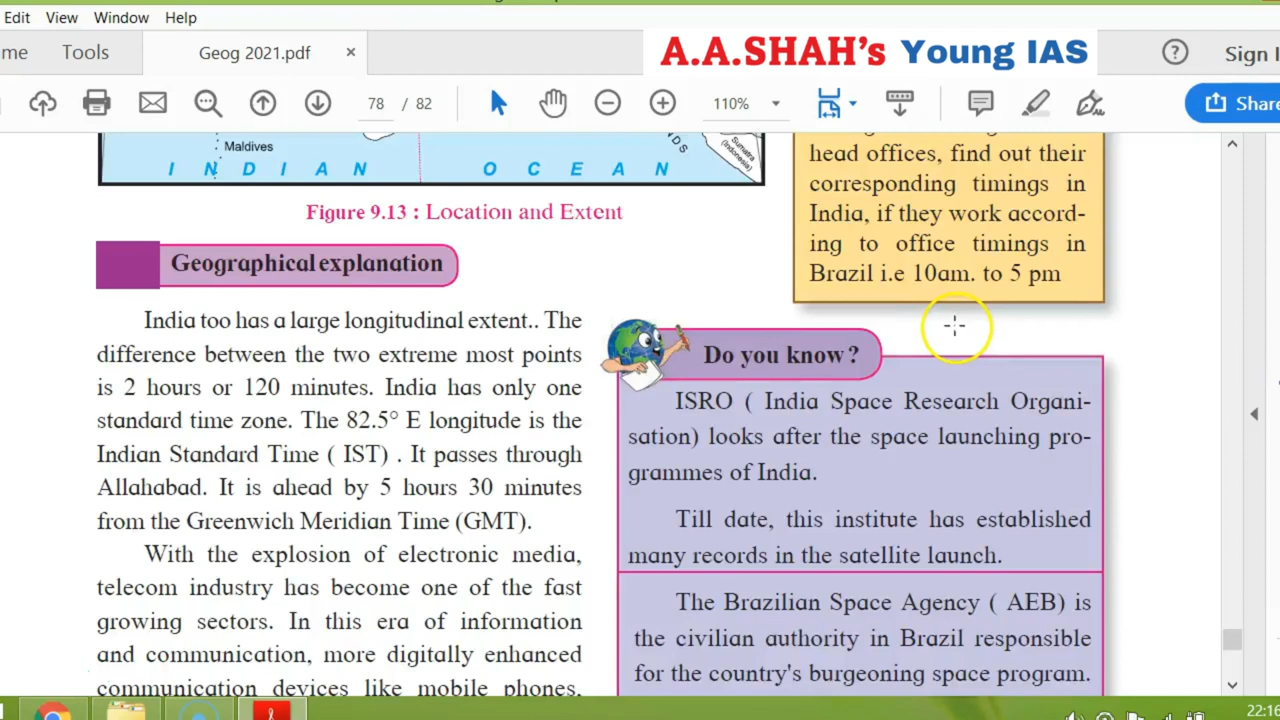 Edit View Window Help
me Tools Geog 2021.pdf × A.A.SHAH's Young IAS ? Sign I
78 / 82 110% Share
Maldives
INDIAN OCEAN
Sumatra
(Indonesia)
Figure 9.13 : Location and Extent
head offices, find out their
corresponding timings in
India, if they work accord-
ing to office timings in
Brazil i.e 10am. to 5 pm
Geographical explanation
India too has a large longitudinal extent.. The
difference between the two extreme most points
is 2 hours or 120 minutes. India has only one
standard time zone. The 82.5° E longitude is the
Indian Standard Time ( IST) . It passes through
Allahabad. It is ahead by 5 hours 30 minutes
from the Greenwich Meridian Time (GMT).
With the explosion of electronic media,
telecom industry has become one of the fast
growing sectors. In this era of information
and communication, more digitally enhanced
communication devices like mobile phones,
Do you know?
ISRO ( India Space Research Organi-
sation) looks after the space launching pro-
grammes of India.
Till date, this institute has established
many records in the satellite launch.
The Brazilian Space Agency ( AEB) is
the civilian authority in Brazil responsible
for the country's burgeoning space program.
22:16